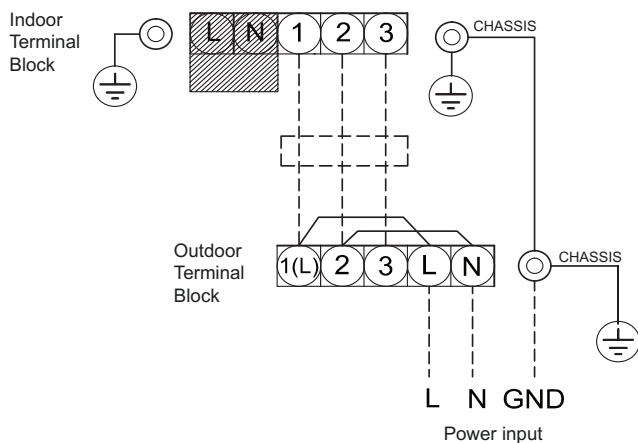 Indoor
Terminal
Block
L N 1 2 3
CHASSIS
Outdoor
Terminal
Block
1(L) 2 3 L N
CHASSIS
L N GND
Power input